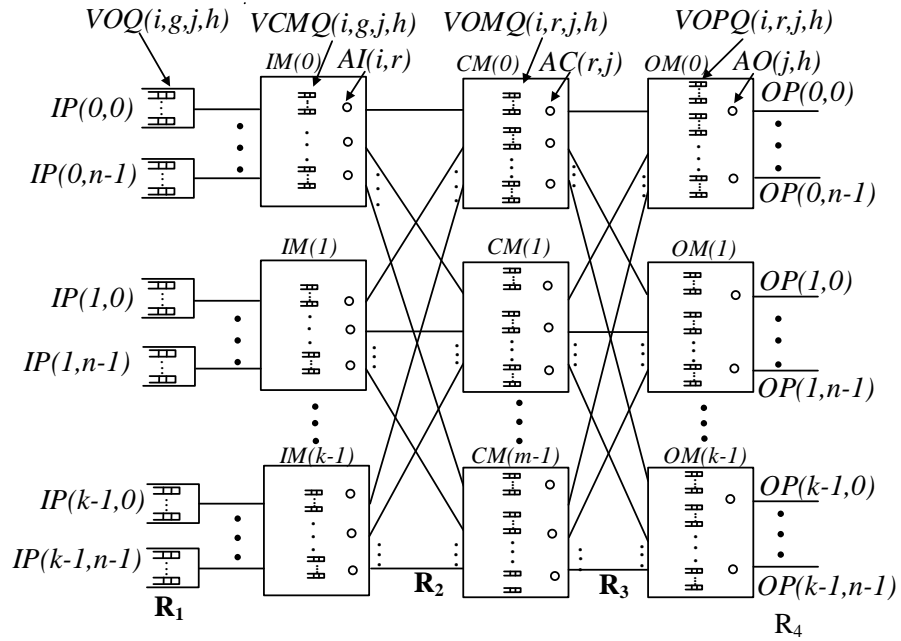 VOQ(i,g,j,h) VCMQ(i,g,j,h) VOMQ(i,r,j,h) VOPQ(i,r,j,h)
IM(0) AI(i,r) CM(0) AC(r,j) OM(0) AO(j,h)
IP(0,0) OP(0,0)
IP(0,n-1) OP(0,n-1)
IM(1) CM(1) OM(1)
IP(1,0) OP(1,0)
IP(1,n-1) OP(1,n-1)
IM(k-1) CM(m-1) OM(k-1)
IP(k-1,0) OP(k-1,0)
IP(k-1,n-1) OP(k-1,n-1)
R1 R2 R3
R4